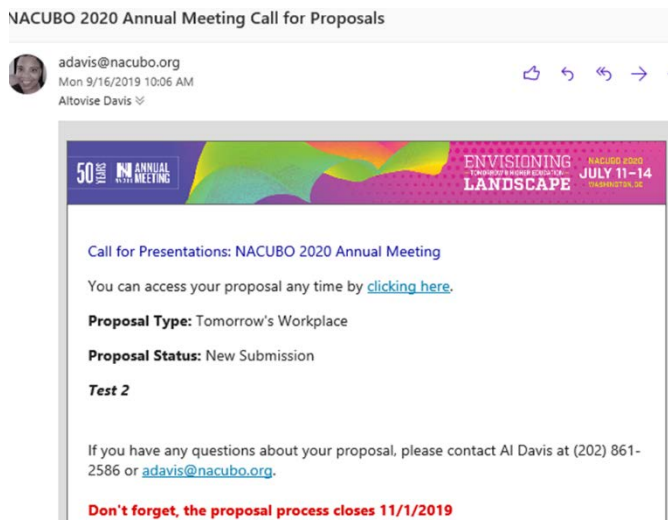 NACUBO 2020 Annual Meeting Call for Proposals
adavis@nacubo.org
Mon 9/16/2019 10:06 AM
Altovise Davis
50 YEARS
ANNUAL
MEETING
ENVISIONING
TOMORROW'S HIGHER EDUCATION
LANDSCAPE
NACUBO 2020
JULY 11–14
WASHINGTON, DC
Call for Presentations: NACUBO 2020 Annual Meeting
You can access your proposal any time by clicking here.
Proposal Type: Tomorrow's Workplace
Proposal Status: New Submission
Test 2
If you have any questions about your proposal, please contact Al Davis at (202) 861-
2586 or adavis@nacubo.org.
Don't forget, the proposal process closes 11/1/2019